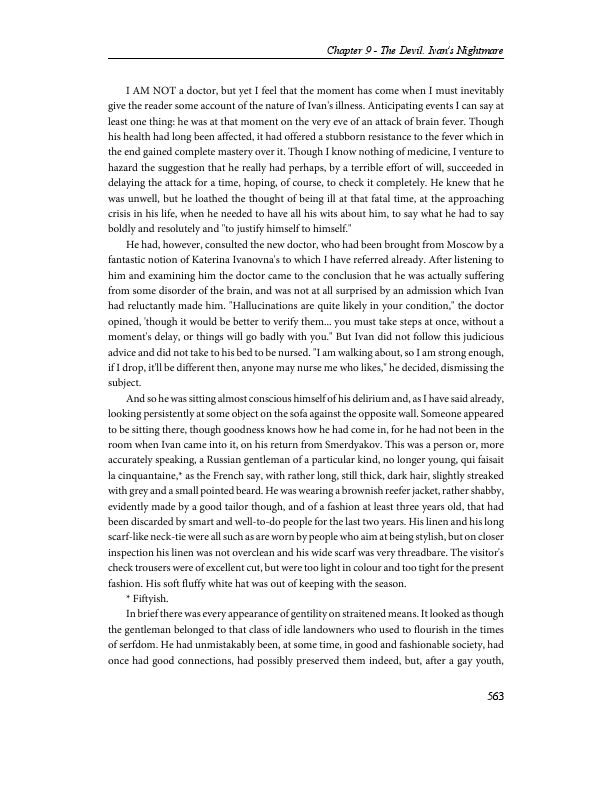 Chapter 9 - The Devil. Ivan's Nightmare
I AM NOT a doctor, but yet I feel that the moment has come when I must inevitably
give the reader some account of the nature of Ivan's illness. Anticipating events I can say at
least one thing: he was at that moment on the very eve of an attack of brain fever. Though
his health had long been affected, it had offered a stubborn resistance to the fever which in
the end gained complete mastery over it. Though I know nothing of medicine, I venture to
hazard the suggestion that he really had perhaps, by a terrible effort of will, succeeded in
delaying the attack for a time, hoping, of course, to check it completely. He knew that he
was unwell, but he loathed the thought of being ill at that fatal time, at the approaching
crisis in his life, when he needed to have all his wits about him, to say what he had to say
boldly and resolutely and "to justify himself to himself."
He had, however, consulted the new doctor, who had been brought from Moscow by a
fantastic notion of Katerina Ivanovna's to which I have referred already. After listening to
him and examining him the doctor came to the conclusion that he was actually suffering
from some disorder of the brain, and was not at all surprised by an admission which Ivan
had reluctantly made him. "Hallucinations are quite likely in your condition," the doctor
opined, 'though it would be better to verify them... you must take steps at once, without a
moment's delay, or things will go badly with you." But Ivan did not follow this judicious
advice and did not take to his bed to be nursed. "I am walking about, so I am strong enough,
if I drop, it'll be different then, anyone may nurse me who likes," he decided, dismissing the
subject.
And so he was sitting almost conscious himself of his delirium and, as I have said already,
looking persistently at some object on the sofa against the opposite wall. Someone appeared
to be sitting there, though goodness knows how he had come in, for he had not been in the
room when Ivan came into it, on his return from Smerdyakov. This was a person or, more
accurately speaking, a Russian gentleman of a particular kind, no longer young, qui faisait
la cinquantaine,* as the French say, with rather long, still thick, dark hair, slightly streaked
with grey and a small pointed beard. He was wearing a brownish reefer jacket, rather shabby,
evidently made by a good tailor though, and of a fashion at least three years old, that had
been discarded by smart and well-to-do people for the last two years. His linen and his long
scarf-like neck-tie were all such as are worn by people who aim at being stylish, but on closer
inspection his linen was not overclean and his wide scarf was very threadbare. The visitor's
check trousers were of excellent cut, but were too light in colour and too tight for the present
fashion. His soft fluffy white hat was out of keeping with the season.
* Fiftyish.
In brief there was every appearance of gentility on straitened means. It looked as though
the gentleman belonged to that class of idle landowners who used to flourish in the times
of serfdom. He had unmistakably been, at some time, in good and fashionable society, had
once had good connections, had possibly preserved them indeed, but, after a gay youth,
563